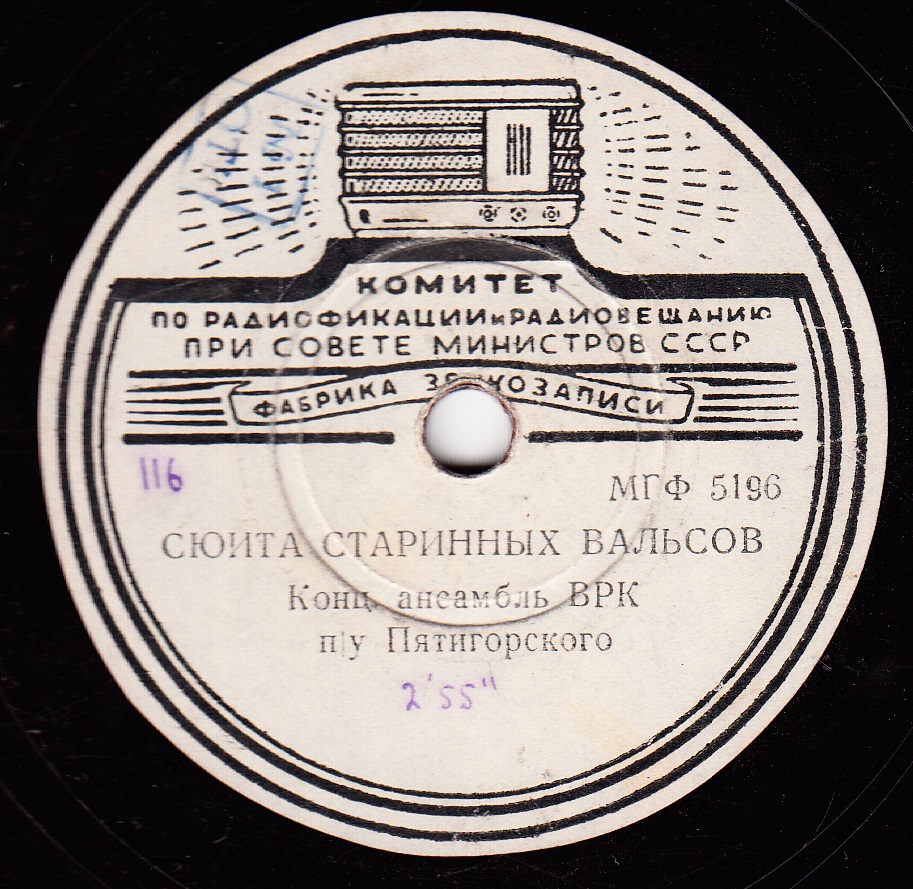 КОМИТЕТ
ПО РАДИОФИКАЦИИ и РАДИОВЕЩАНИЮ
ПРИ СОВЕТЕ МИНИСТРОВ СССР
ФАБРИКА ЗВУКОЗАПИСИ
116
МГФ 5196
СЮИТА СТАРИННЫХ ВАЛЬСОВ
Конц. ансамбль ВРК
п/у Пятигорского
2'55"